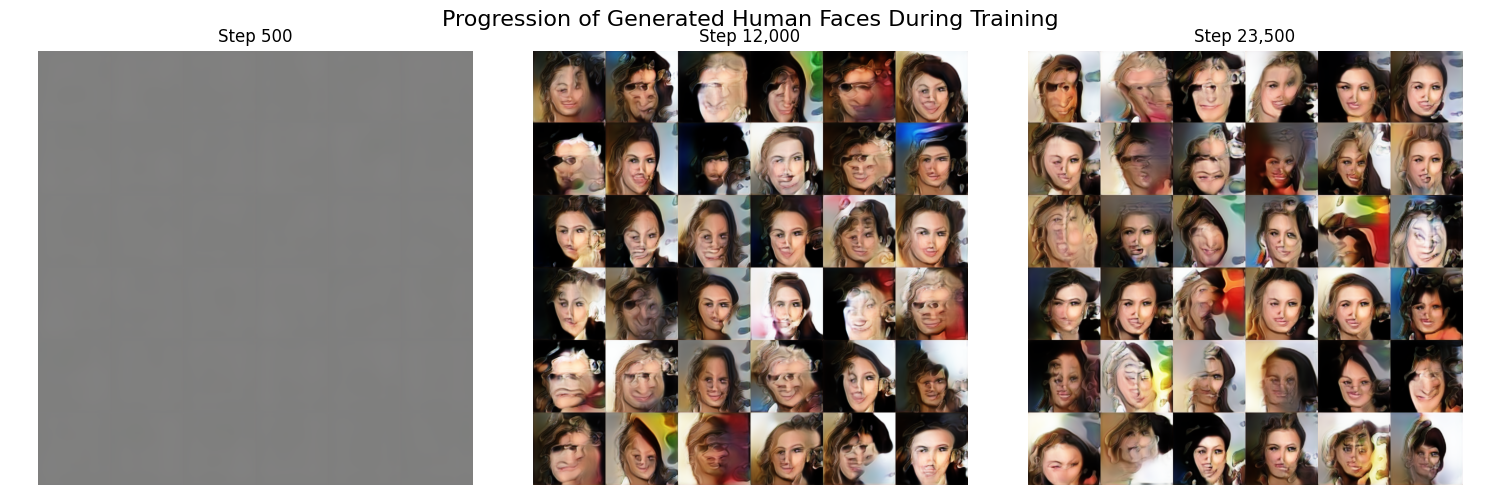 Progression of Generated Human Faces During Training
Step 500
Step 12,000
Step 23,500